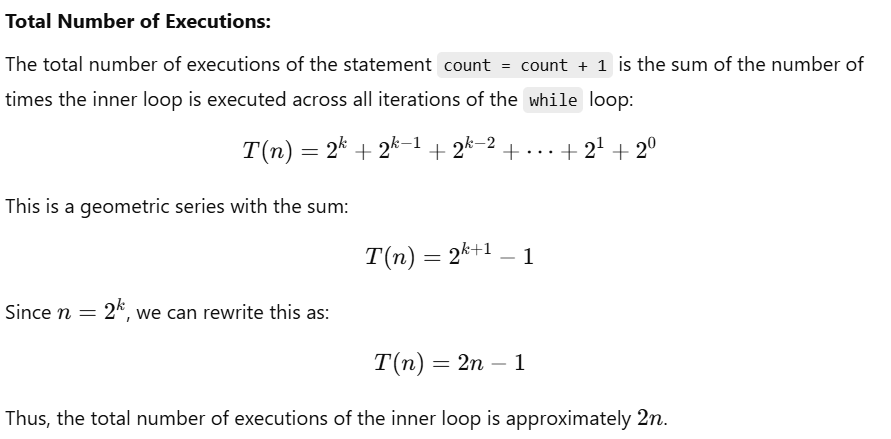 Total Number of Executions:
The total number of executions of the statement count = count + 1 is the sum of the number of
times the inner loop is executed across all iterations of the while loop:
T(n) = 2^k + 2^{k−1} + 2^{k−2} + ⋯ + 2^1 + 2^0
This is a geometric series with the sum:
T(n) = 2^{k+1} − 1
Since n = 2^k, we can rewrite this as:
T(n) = 2n − 1
Thus, the total number of executions of the inner loop is approximately 2n.